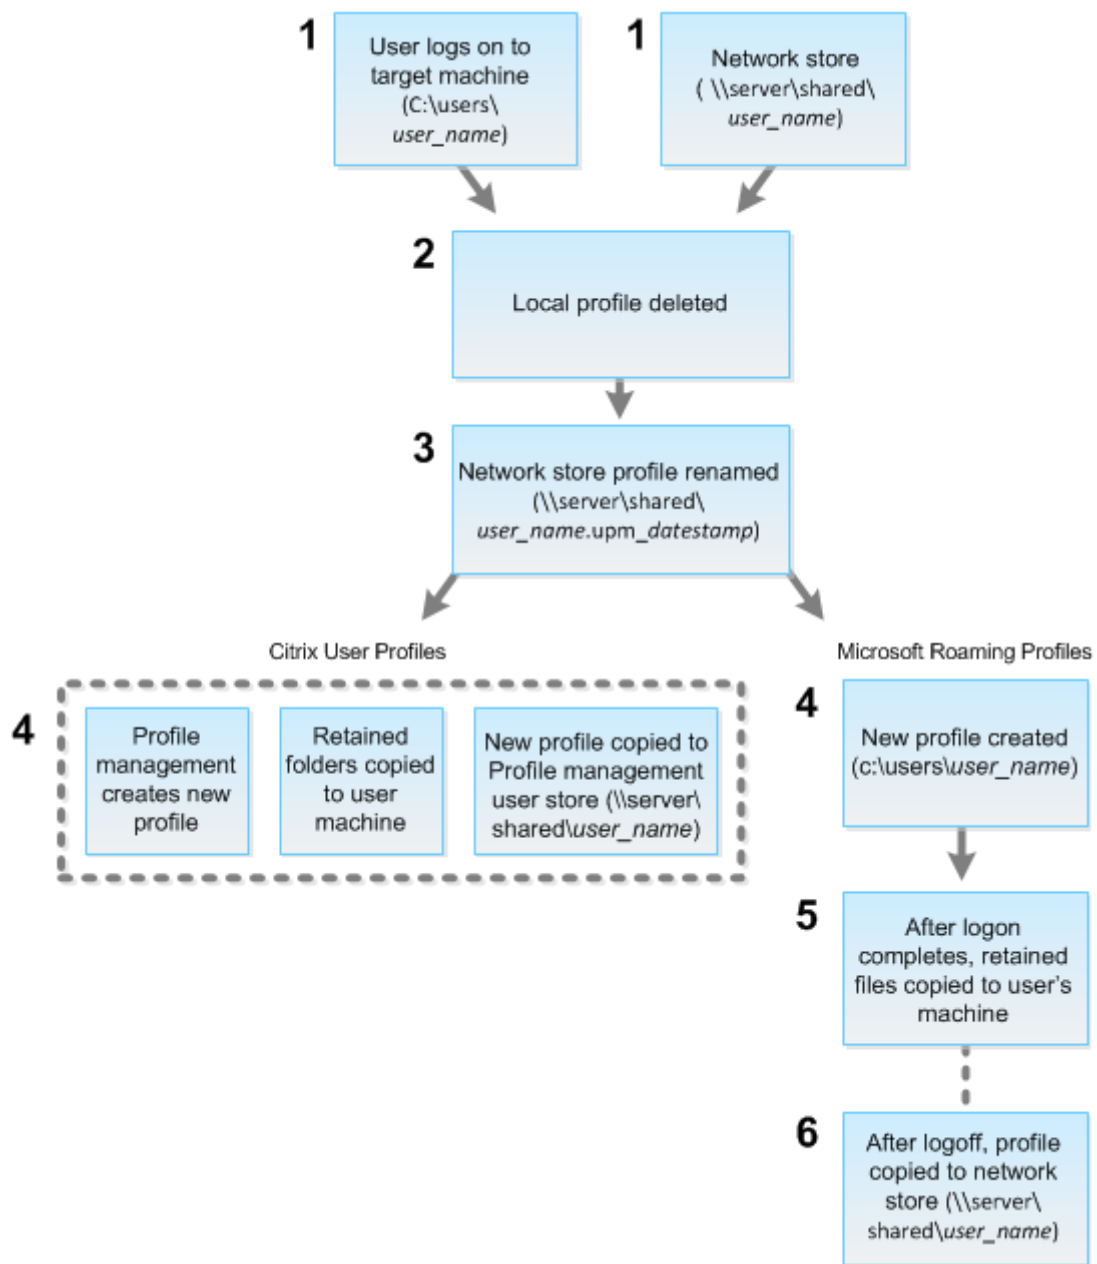 1
User logs on to
target machine
(C:\users\
user_name)
1
Network store
( \\server\shared\
user_name)
2
Local profile deleted
3
Network store profile renamed
(\\server\shared\
user_name.upm_datestamp)
Citrix User Profiles
4
Profile
management
creates new
profile
Retained
folders copied
to user
machine
New profile copied to
Profile management
user store (\\server\
shared\user_name)
Microsoft Roaming Profiles
4
New profile created
(c:\users\user_name)
5
After logon
completes, retained
files copied to user's
machine
6
After logoff, profile
copied to network
store (\\server\
shared\user_name)